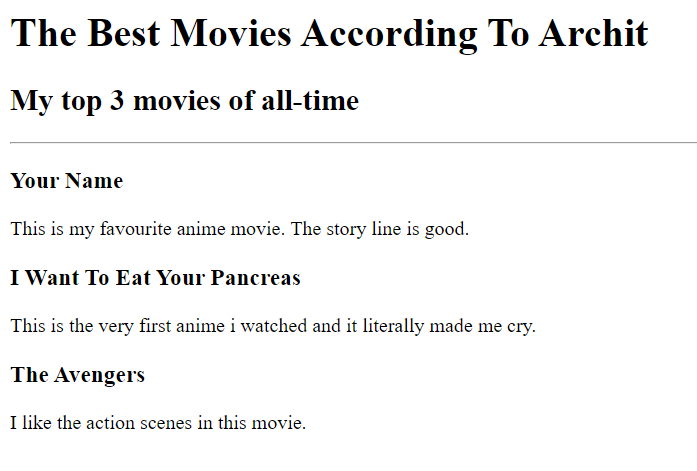 The Best Movies According To Archit
My top 3 movies of all-time
Your Name
This is my favourite anime movie. The story line is good.
I Want To Eat Your Pancreas
This is the very first anime i watched and it literally made me cry.
The Avengers
I like the action scenes in this movie.